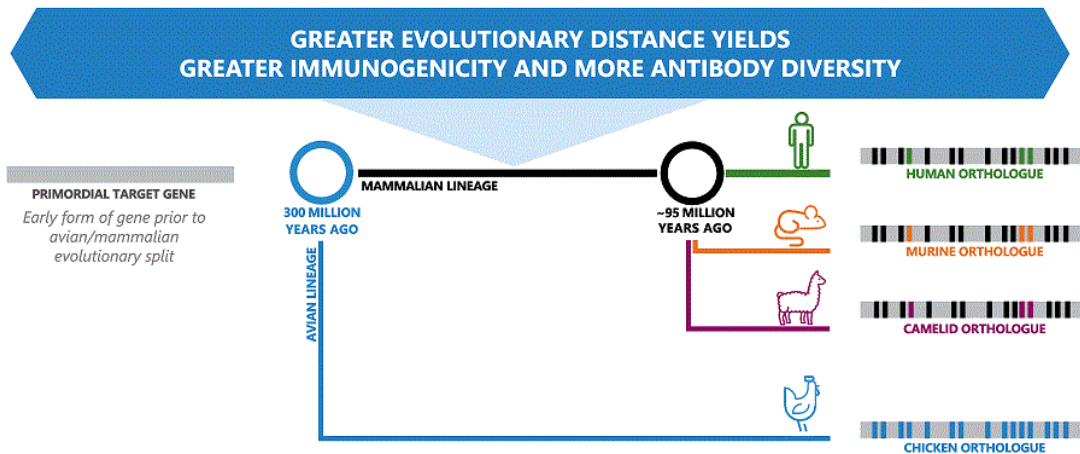 GREATER EVOLUTIONARY DISTANCE YIELDS
GREATER IMMUNOGENICITY AND MORE ANTIBODY DIVERSITY
PRIMORDIAL TARGET GENE
Early form of gene prior to
avian/mammalian
evolutionary split
300 MILLION
YEARS AGO
MAMMALIAN LINEAGE
AVIAN LINEAGE
~95 MILLION
YEARS AGO
HUMAN ORTHOLOGUE
MURINE ORTHOLOGUE
CAMELID ORTHOLOGUE
CHICKEN ORTHOLOGUE